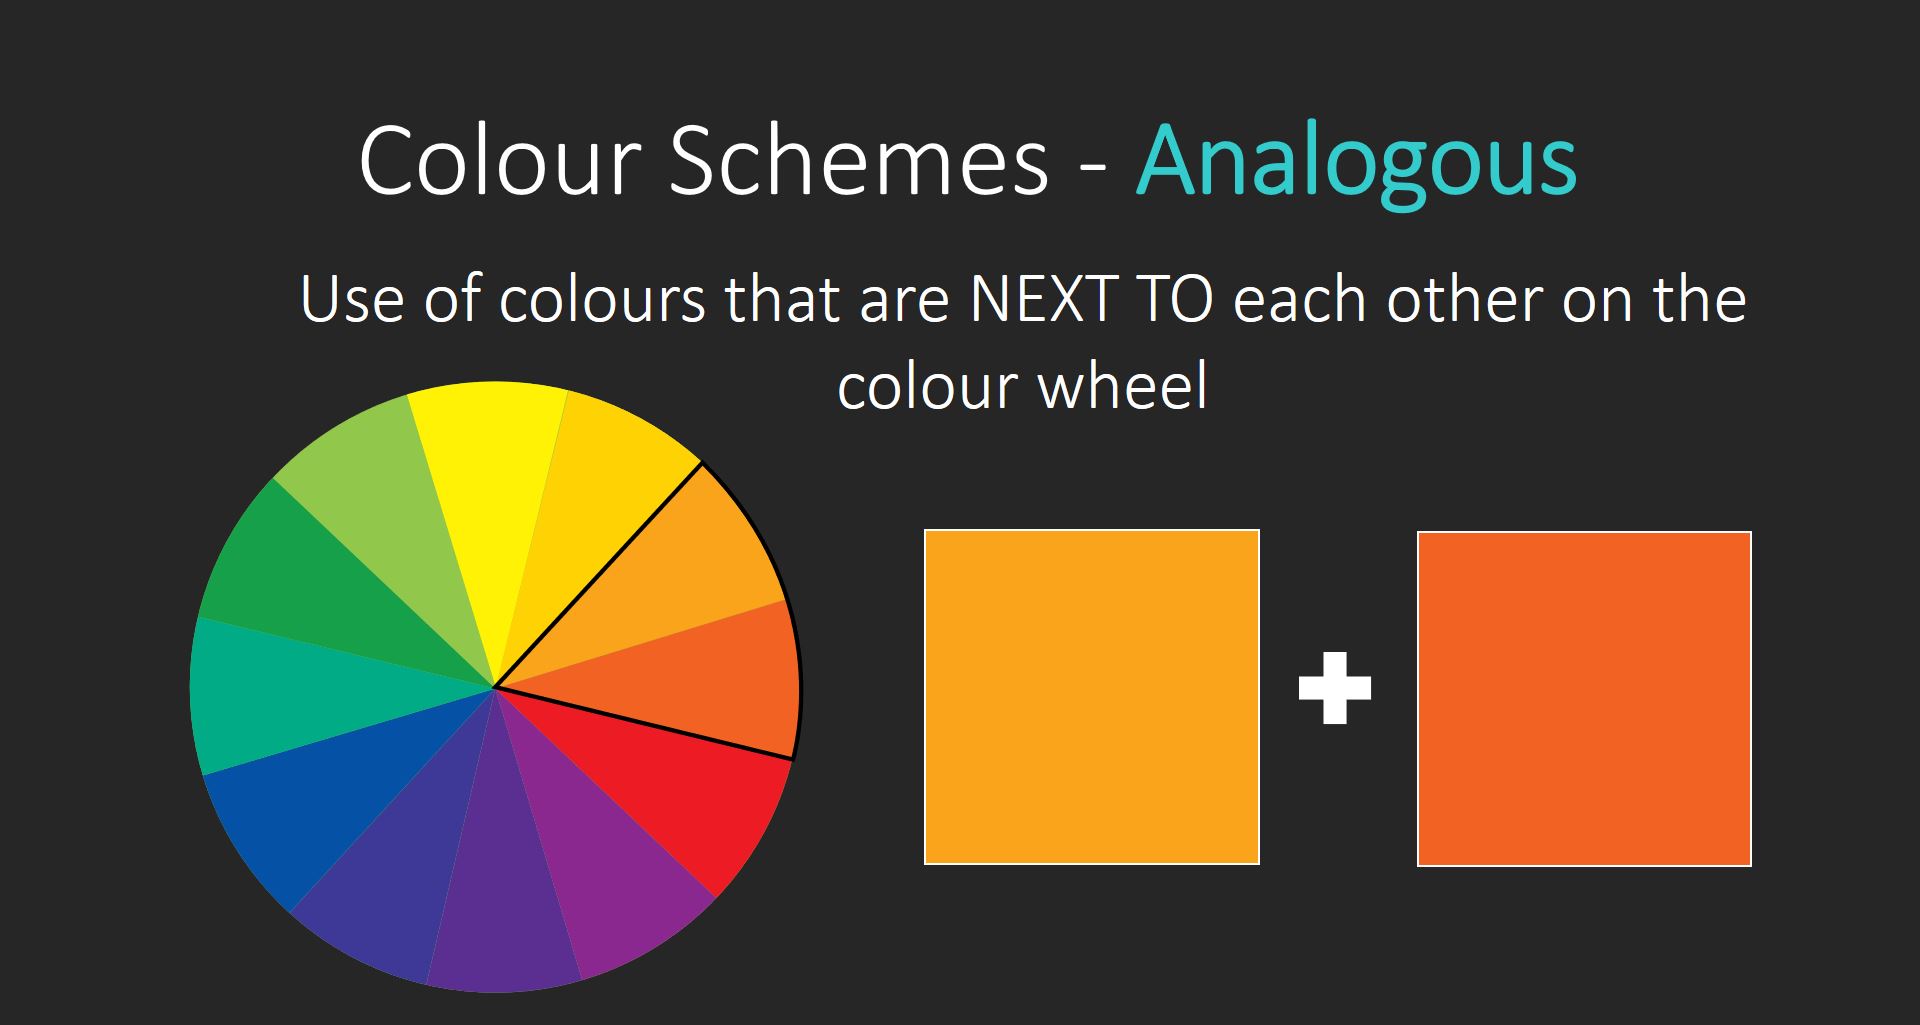 Colour Schemes - Analogous
Use of colours that are NEXT TO each other on the
colour wheel